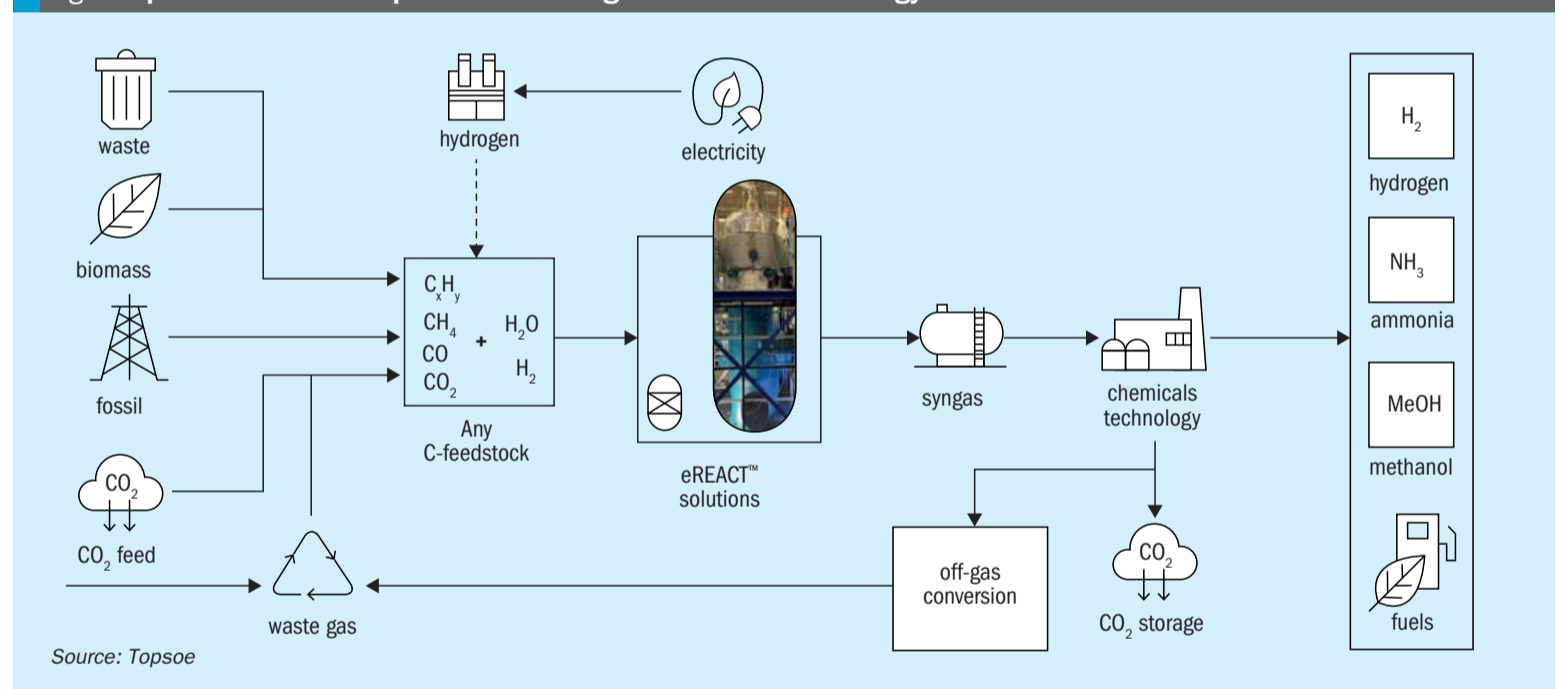 waste
biomass
fossil
CO₂
CO₂ feed
hydrogen
electricity
CₓHᵧ
CH₄
CO
CO₂
+
H₂O
H₂
Any
C-feedstock
eREACT™
solutions
syngas
chemicals
technology
off-gas
conversion
CO₂
CO₂ storage
waste gas
H₂
hydrogen
NH₃
ammonia
MeOH
methanol
fuels
Source: Topsoe